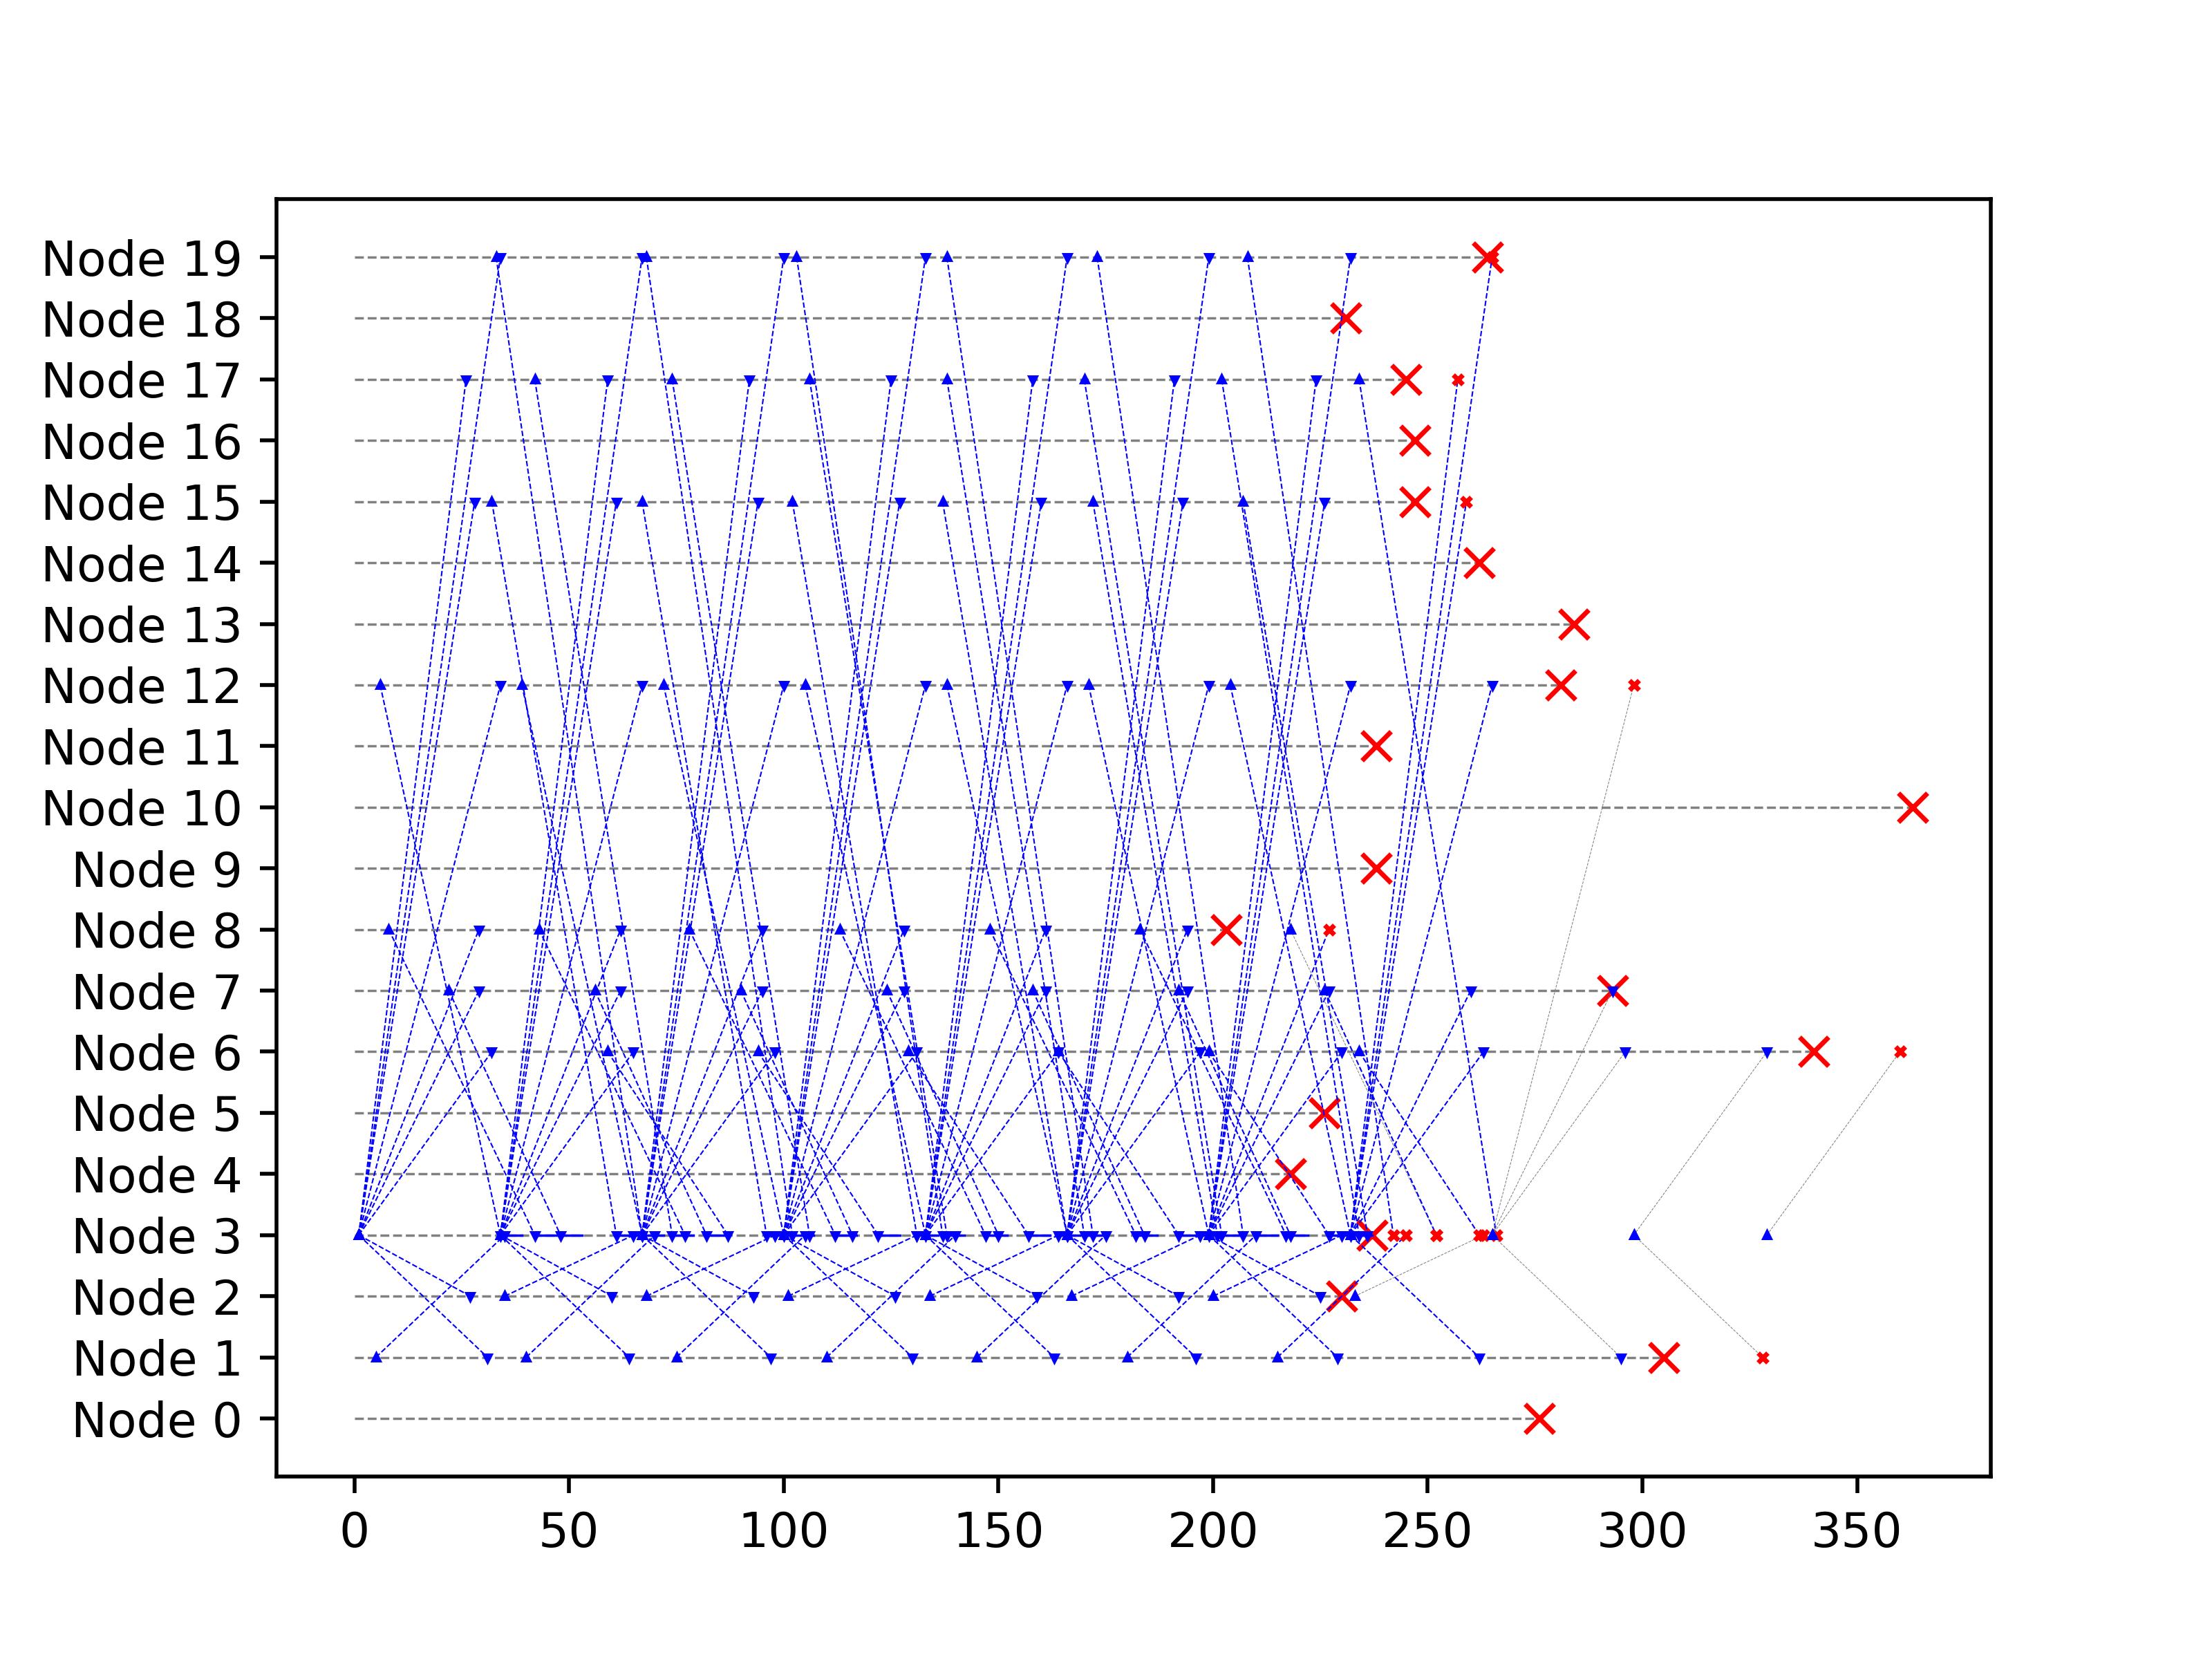 Node 19
Node 18
Node 17
Node 16
Node 15
Node 14
Node 13
Node 12
Node 11
Node 10
Node 9
Node 8
Node 7
Node 6
Node 5
Node 4
Node 3
Node 2
Node 1
Node 0
0 50 100 150 200 250 300 350